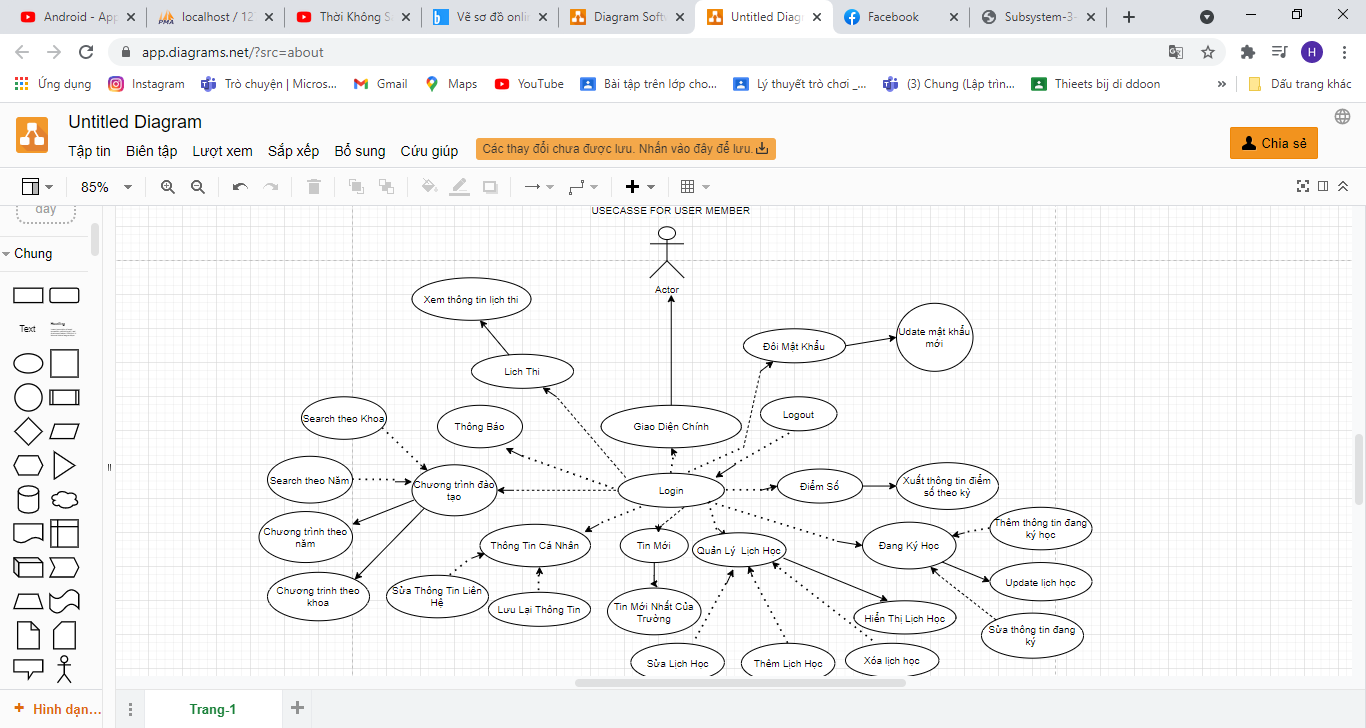 Android - App
localhost / 12
Thời Không S
Vẽ sơ đồ onli
Diagram Soft
Untitled Diag
Facebook
Subsystem-3-
app.diagrams.net/?src=about
H
Ứng dụng
Instagram
Trò chuyện | Micros...
Gmail
Maps
YouTube
Bài tập trên lớp cho...
Lý thuyết trò chơi _...
(3) Chung (Lập trìn...
Thieets bij di ddoon
»
Dấu trang khác
Untitled Diagram
Tập tin
Biên tập
Lượt xem
Sắp xếp
Bổ sung
Cứu giúp
Các thay đổi chưa được lưu. Nhấn vào đây để lưu.
Chia sẻ
85%
đây
Chung
Text
Heading
USECASSE FOR USER MEMBER
Actor
Xem thông tin lịch thi
Lich Thi
Search theo Khoa
Thông Báo
Giao Diện Chính
Đôi Mật Khẩu
Udate mật khẩu
mới
Logout
Search theo Năm
Chương trình đào
tạo
Login
Điểm Số
Xuất thông tin điểm
số theo kỷ
Chương trình theo
năm
Thông Tin Cá Nhân
Tin Mới
Quản Lý Lịch Học
Đang Ký Học
Thêm thông tin đang
ký học
Chương trinh theo
khoa
Sửa Thông Tin Liên
Hệ
Lưu Lại Thông Tin
Tin Mới Nhất Của
Trường
Hiển Thị Lịch Học
Update lịch học
Sửa thông tin đang
ký
Sửa Lịch Học
Thêm Lịch Học
Xóa lịch học
+ Hình dạn...
Trang-1